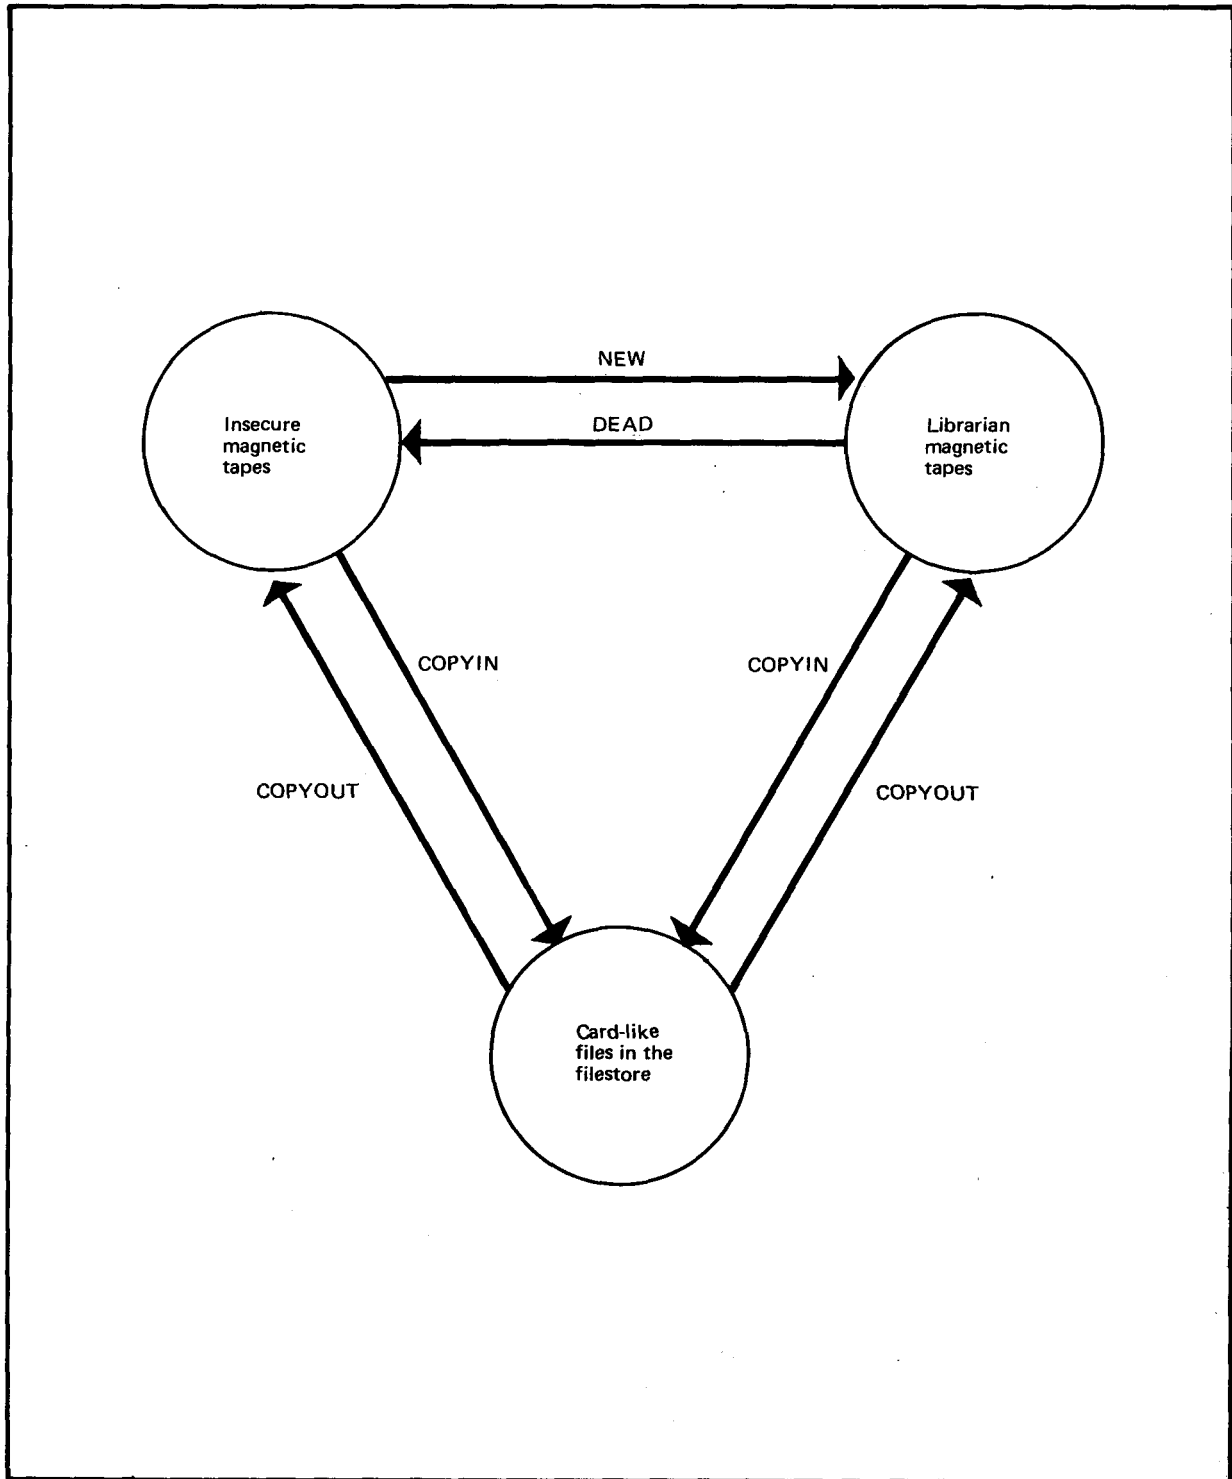 NEW
DEAD
Insecure
magnetic
tapes
Librarian
magnetic
tapes
COPYIN
COPYIN
COPYOUT
COPYOUT
Card-like
files in the
filestore